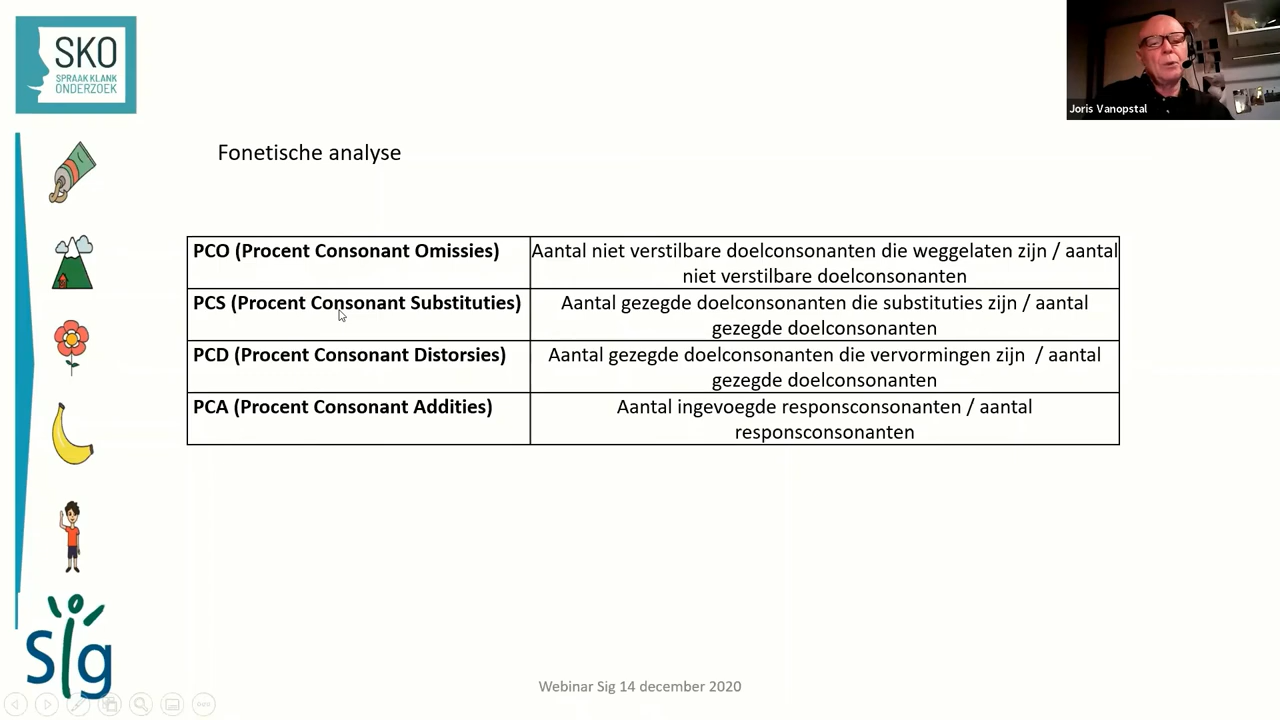 SKO
SPRAAK KLANK
ONDERZOEK
Joris Vanopstal
Fonetische analyse
PCO (Procent Consonant Omissies)
Aantal niet verstilbare doelconsonanten die weggelaten zijn / aantal
niet verstilbare doelconsonanten
PCS (Procent Consonant Substituties)
Aantal gezegde doelconsonanten die substituties zijn / aantal
gezegde doelconsonanten
PCD (Procent Consonant Distorsies)
Aantal gezegde doelconsonanten die vervormingen zijn / aantal
gezegde doelconsonanten
PCA (Procent Consonant Addities)
Aantal ingevoegde responsconsonanten / aantal
responsconsonanten
Sig
Webinar Sig 14 december 2020